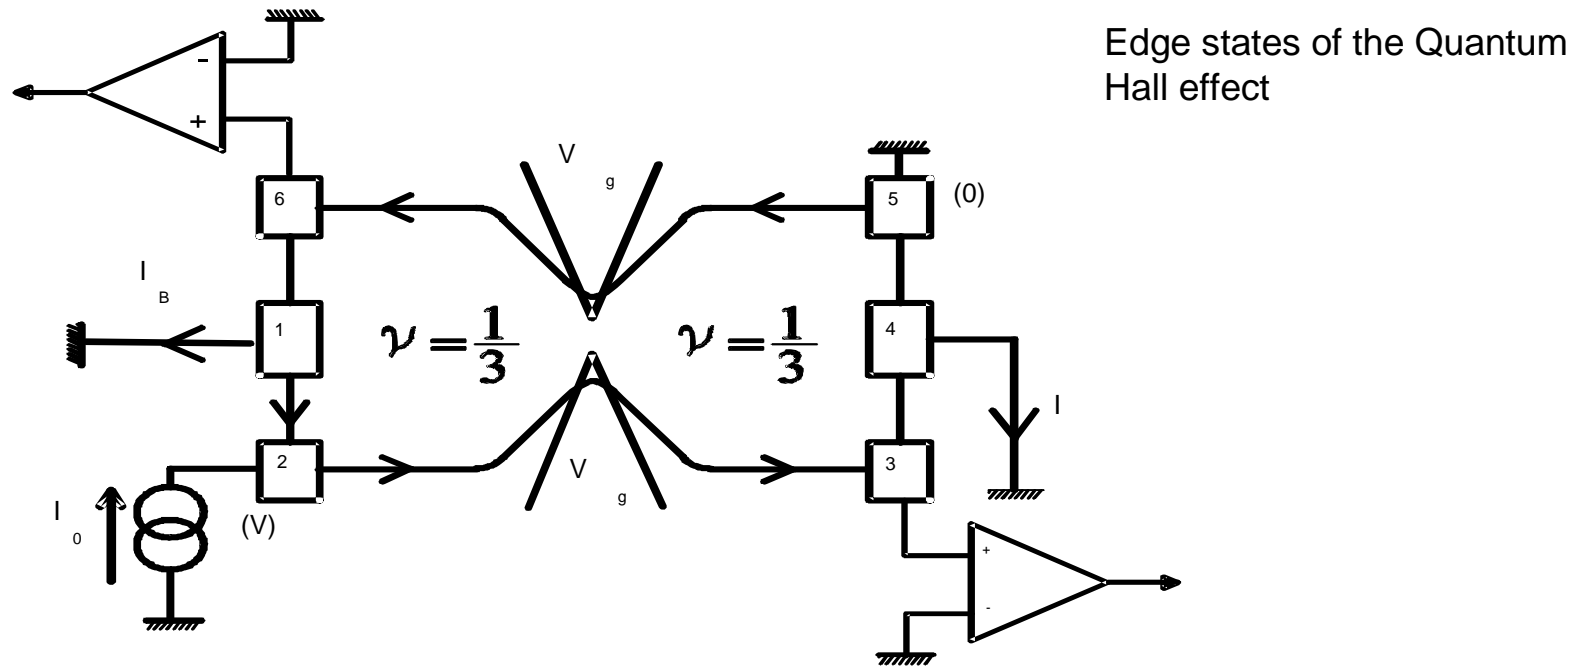 Edge states of the Quantum
Hall effect
-
+
6
V
g
5
(0)
I
B
1
ν = 1/3
ν = 1/3
4
I
2
V
g
3
I
0
(V)
+
-